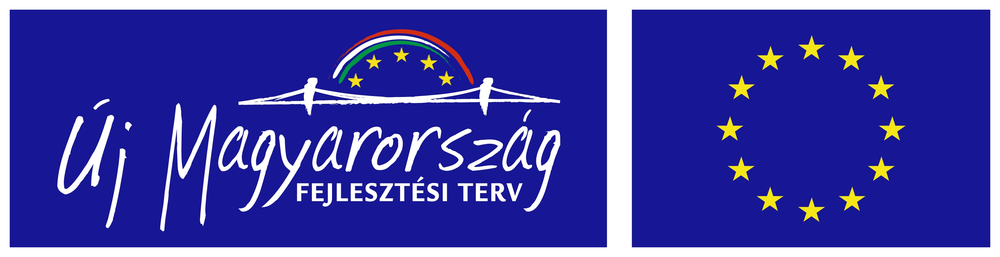 Új Magyarország
FEJLESZTÉSI TERV